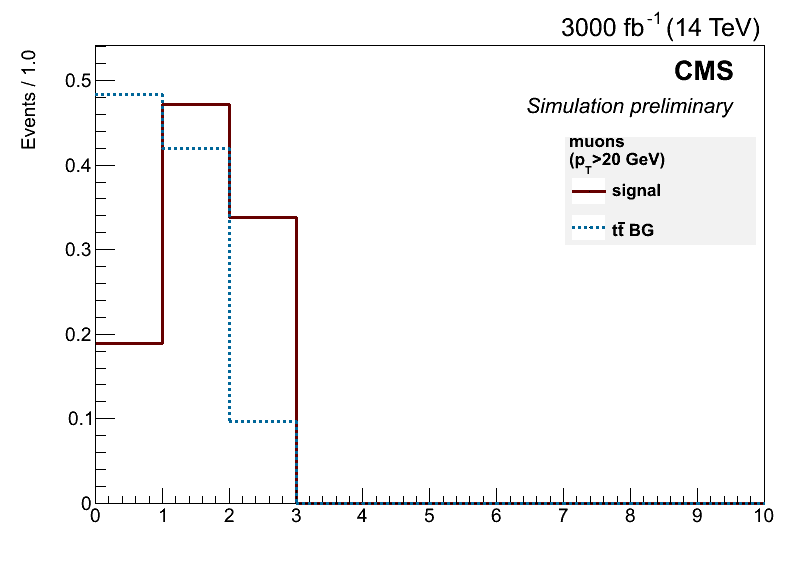 3000 fb⁻¹ (14 TeV)
Events / 1.0
CMS
Simulation preliminary
muons
(p_T>20 GeV)
signal
tt̄ BG
0.5
0.4
0.3
0.2
0.1
0
0 1 2 3 4 5 6 7 8 9 10